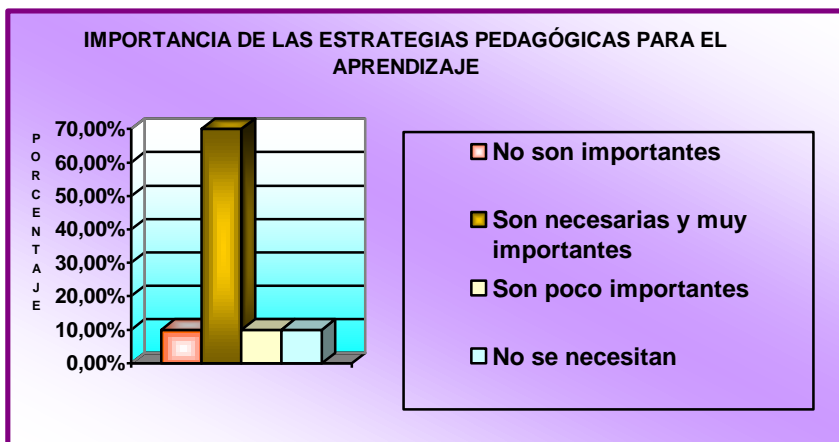 IMPORTANCIA DE LAS ESTRATEGIAS PEDAGÓGICAS PARA EL
APRENDIZAJE
PORCENTAJE
70,00%
60,00%
50,00%
40,00%
30,00%
20,00%
10,00%
0,00%
No son importantes
Son necesarias y muy
importantes
Son poco importantes
No se necesitan